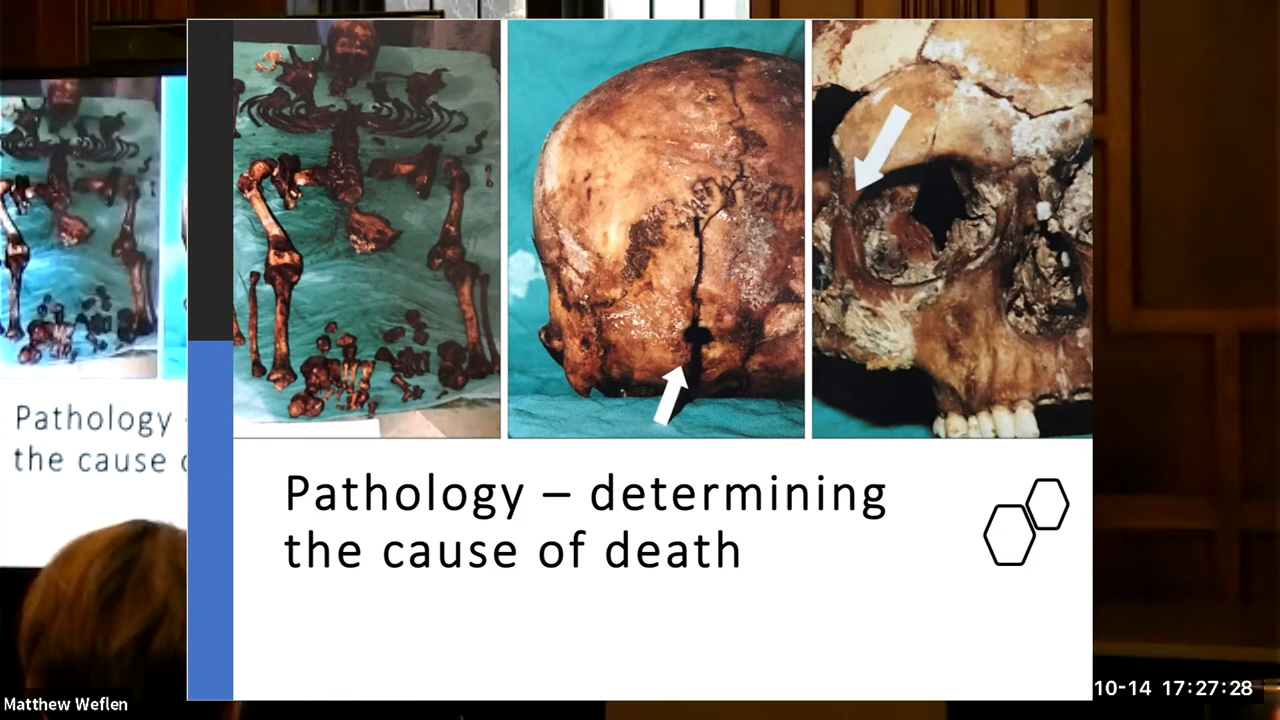 Pathology
the cause
Pathology – determining
the cause of death
Matthew Weflen
10-14 17:27:28